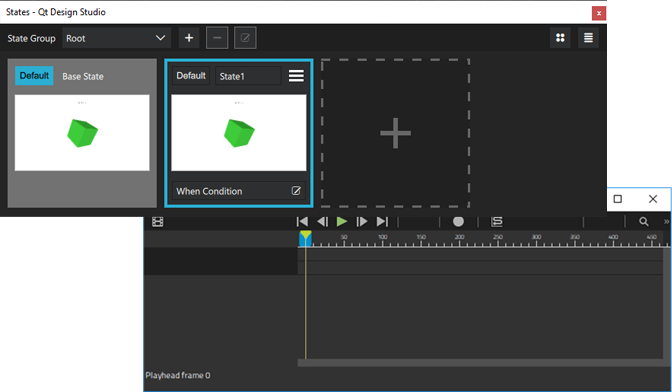 States - Qt Design Studio
State Group Root
Default Base State
Default State1
When Condition
50 100 150 200 250 300 350 400 450
Playhead frame 0